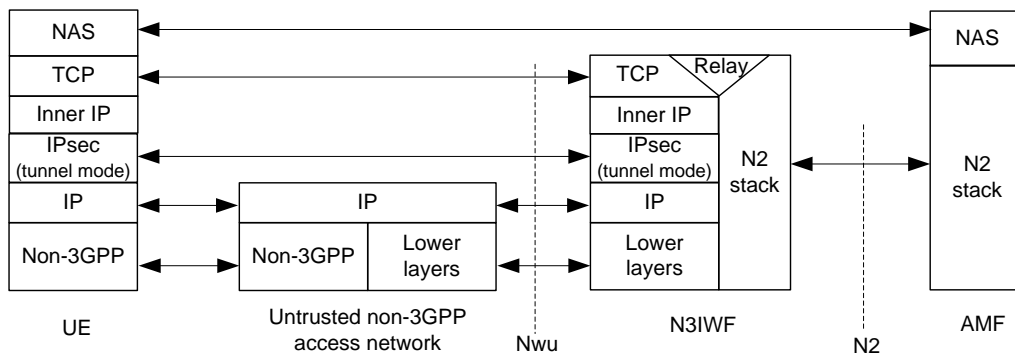 NAS
TCP
Inner IP
IPsec
(tunnel mode)
IP
Non-3GPP
UE
IP
Non-3GPP
Lower
layers
Untrusted non-3GPP
access network
Nwu
TCP
Relay
Inner IP
IPsec
(tunnel mode)
IP
Lower
layers
N2
stack
N3IWF
N2
NAS
N2
stack
AMF